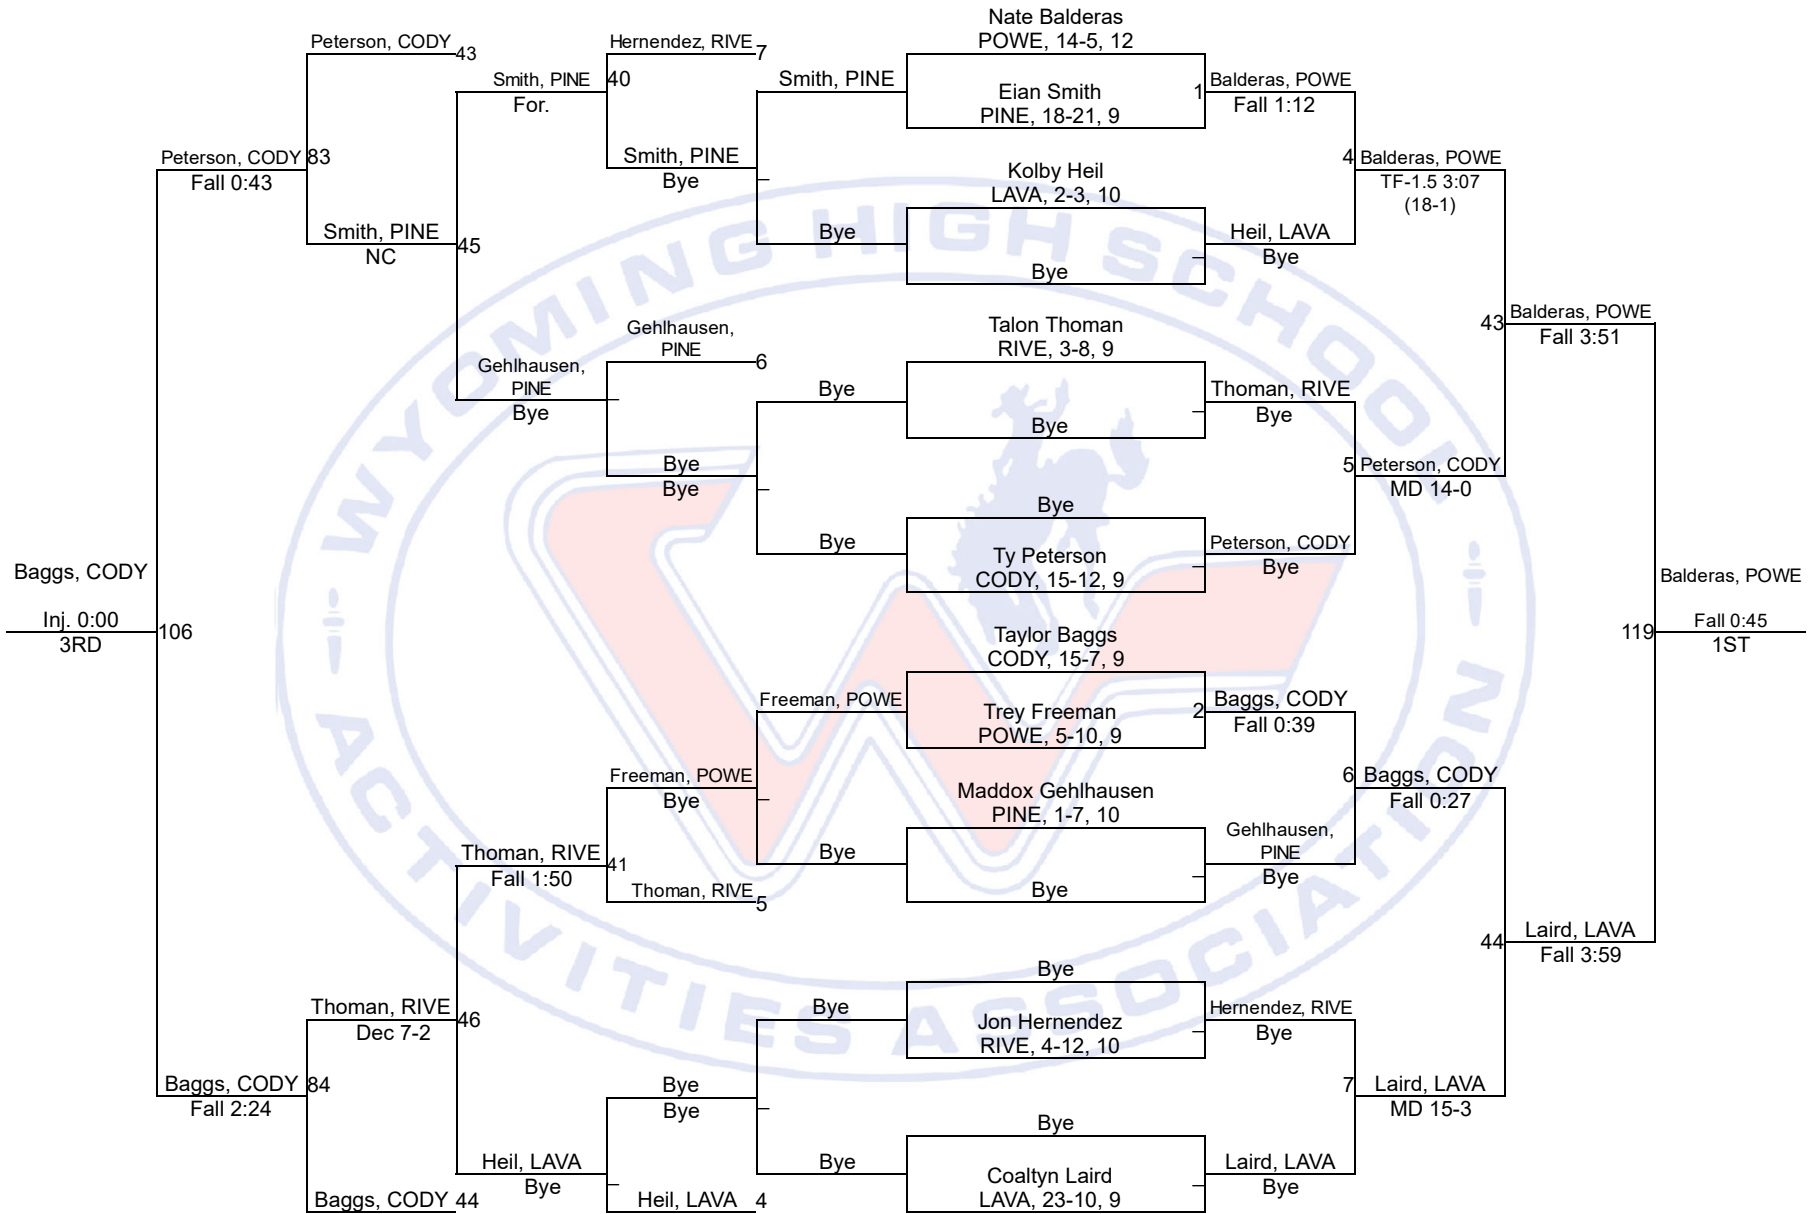 Nate Balderas
POWE, 14-5, 12
Peterson, CODY
43
Hernendez, RIVE
7
Smith, PINE
40
For.
Smith, PINE
Eian Smith
PINE, 18-21, 9
1
Balderas, POWE
Fall 1:12
Peterson, CODY
83
Fall 0:43
Smith, PINE
Bye
Kolby Heil
LAVA, 2-3, 10
4
Balderas, POWE
TF-1.5 3:07
(18-1)
Smith, PINE
NC
45
Bye
Bye
Heil, LAVA
Bye
Gehlhausen,
PINE
6
Talon Thoman
RIVE, 3-8, 9
43
Balderas, POWE
Fall 3:51
Gehlhausen,
PINE
Bye
Bye
Bye
Thoman, RIVE
Bye
Bye
Bye
5
Peterson, CODY
MD 14-0
Bye
Bye
Ty Peterson
CODY, 15-12, 9
Peterson, CODY
Bye
Baggs, CODY
Inj. 0:00
3RD
106
Balderas, POWE
119
Fall 0:45
1ST
Taylor Baggs
CODY, 15-7, 9
Freeman, POWE
Trey Freeman
POWE, 5-10, 9
2
Baggs, CODY
Fall 0:39
Freeman, POWE
Bye
Maddox Gehlhausen
PINE, 1-7, 10
6
Baggs, CODY
Fall 0:27
Thoman, RIVE
41
Fall 1:50
Thoman, RIVE
5
Bye
Bye
Gehlhausen,
PINE
Bye
44
Laird, LAVA
Fall 3:59
Thoman, RIVE
46
Dec 7-2
Bye
Bye
Jon Hernendez
RIVE, 4-12, 10
Hernendez, RIVE
Bye
Baggs, CODY
84
Fall 2:24
Bye
Bye
7
Laird, LAVA
MD 15-3
Heil, LAVA
Bye
Bye
Bye
Coaltyn Laird
LAVA, 23-10, 9
Laird, LAVA
Bye
Baggs, CODY
44
Heil, LAVA
4
WYOMING HIGH SCHOOL
ACTIVITIES ASSOCIATION